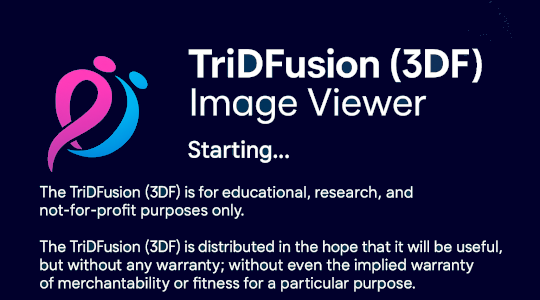 TriDFusion (3DF)
Image Viewer
Starting...
The TriDFusion (3DF) is for educational, research, and
not-for-profit purposes only.
The TriDFusion (3DF) is distributed in the hope that it will be useful,
but without any warranty; without even the implied warranty
of merchantability or fitness for a particular purpose.